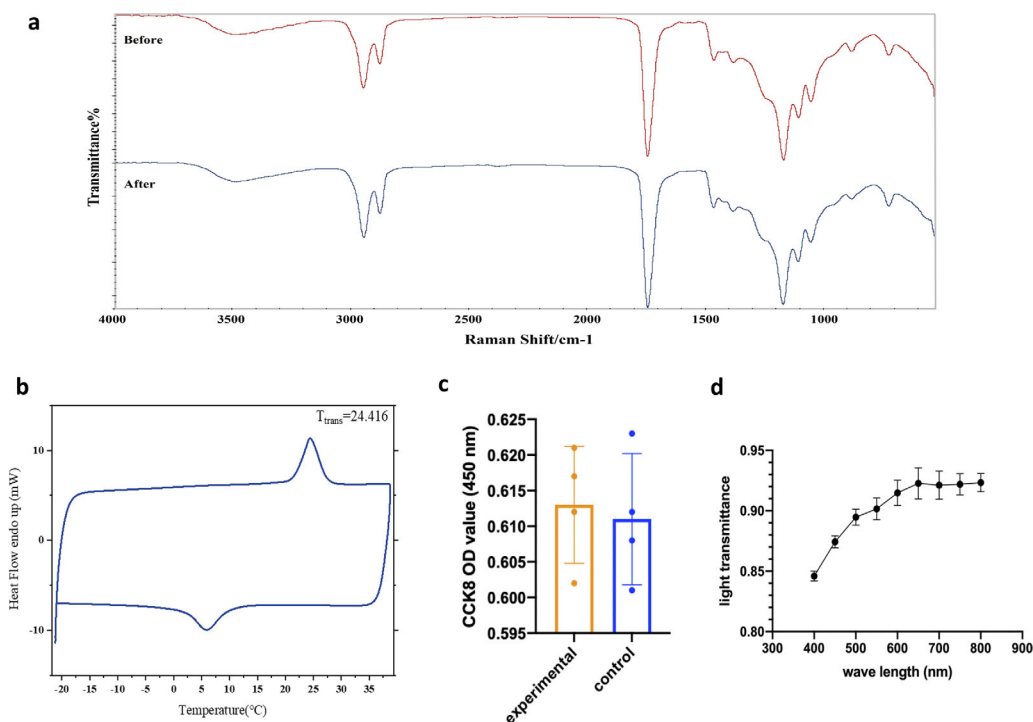 a
Before
After
Transmittance%
4000 3500 3000 2500 2000 1500 1000
Raman Shift/cm-1
b
T_trans=24.416
Heat Flow endo up (mW)
10
0
-10
-20 -15 -10 -5 0 5 10 15 20 25 30 35
Temperature(°C)
c
CCK8 OD value (450 nm)
0.625
0.620
0.615
0.610
0.605
0.600
0.595
experimental
control
d
light transmittance
0.95
0.90
0.85
0.80
300 400 500 600 700 800 900
wave length (nm)